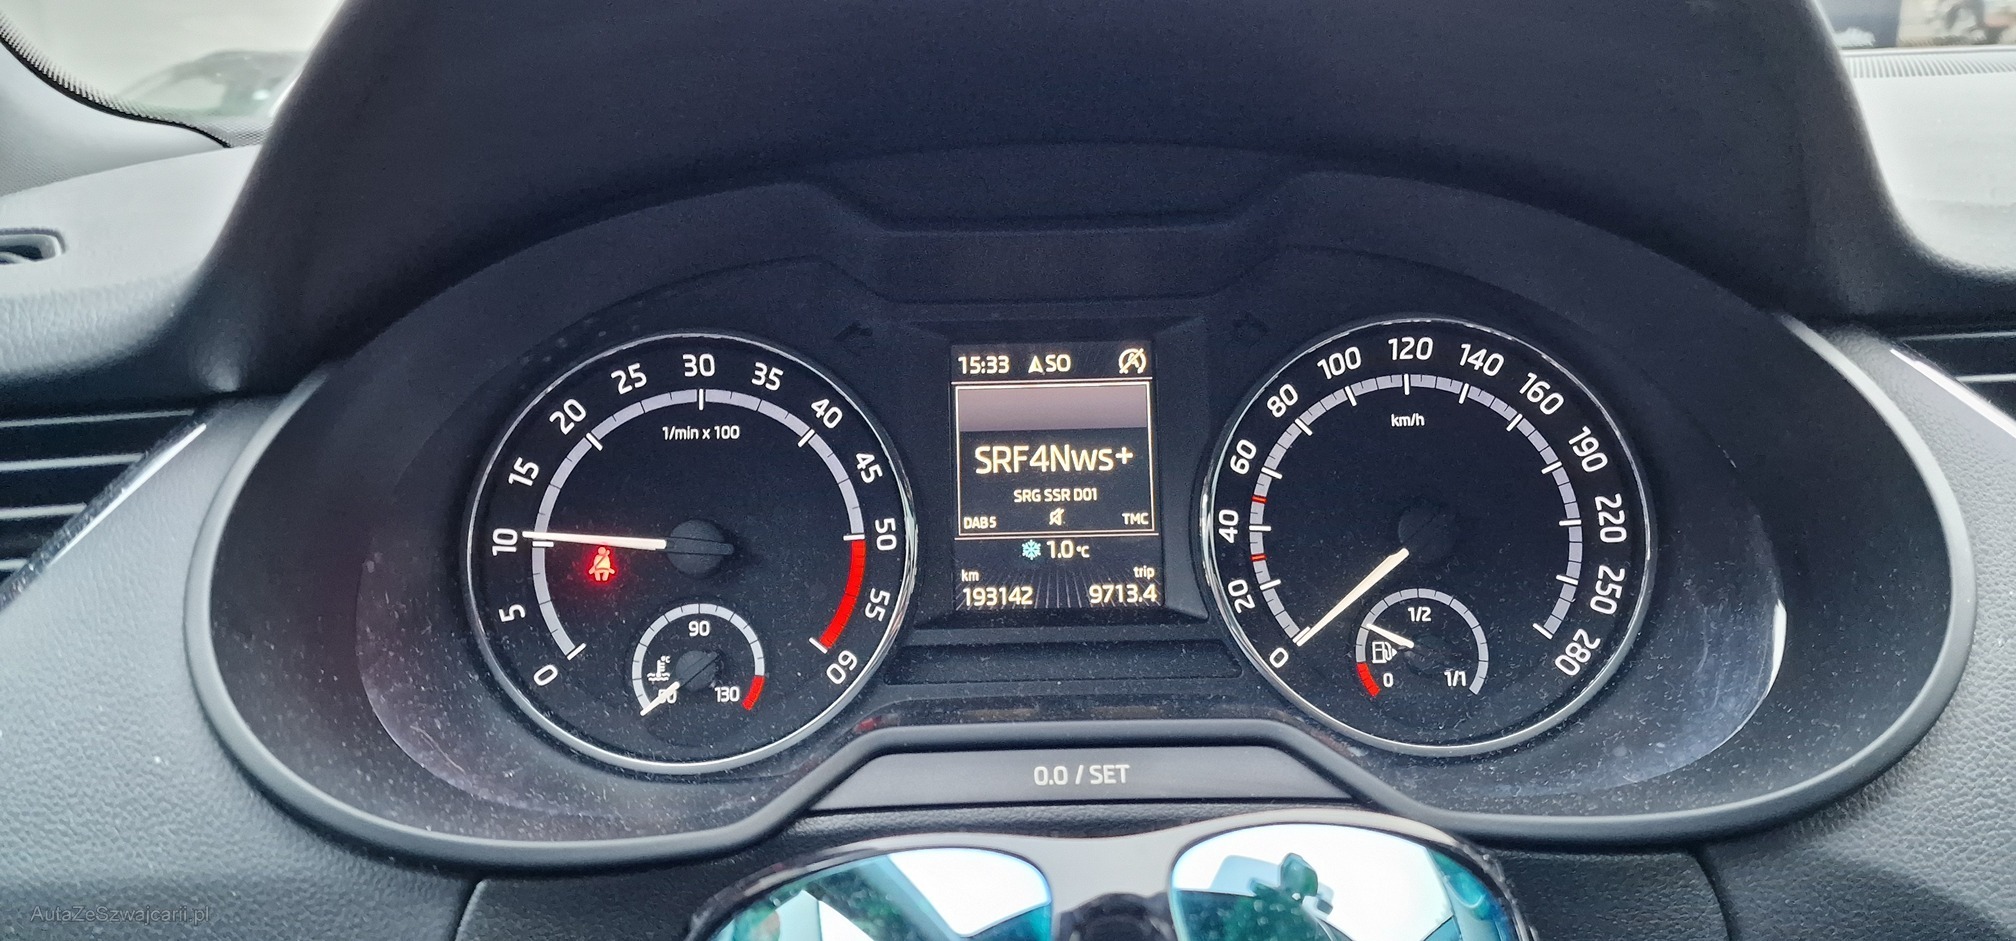 15:33 SO
SRF4Nws+
SRG SSR D01
DAB5 TMC
1.0°C
km trip
193142 9713.4
0 5 10 15 20 25 30 35 40 45 50 55 60
1/min x 100
90
°C
50 130
0 20 40 60 80 100 120 140 160 190 220 250 280
km/h
1/2
0 1/1
0.0 / SET
AutaZeSzwajcarii.pl